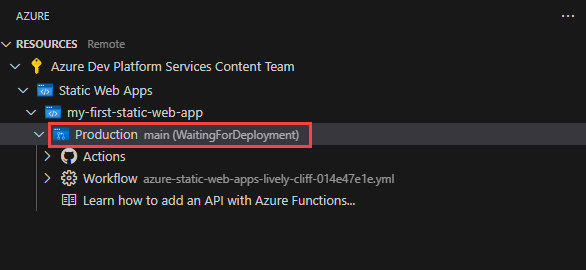 AZURE
RESOURCES Remote
Azure Dev Platform Services Content Team
Static Web Apps
my-first-static-web-app
Production main (WaitingForDeployment)
Actions
Workflow azure-static-web-apps-lively-cliff-014e47e1e.yml
Learn how to add an API with Azure Functions...